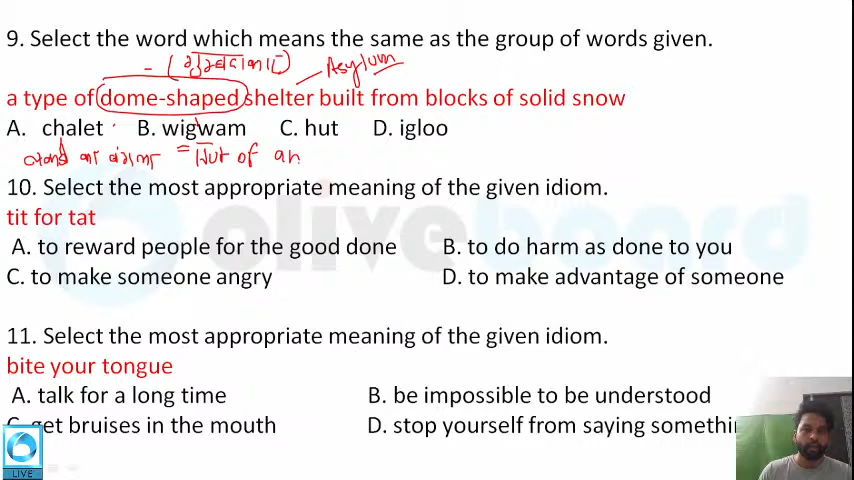 9. Select the word which means the same as the group of words given.
Asylum
a type of dome-shaped shelter built from blocks of solid snow
A. chalet B. wigwam C. hut D. igloo
= Hut of an
10. Select the most appropriate meaning of the given idiom.
tit for tat
A. to reward people for the good done B. to do harm as done to you
C. to make someone angry D. to make advantage of someone
11. Select the most appropriate meaning of the given idiom.
bite your tongue
A. talk for a long time B. be impossible to be understood
C. get bruises in the mouth D. stop yourself from saying somethi
oliveboard
LIVE